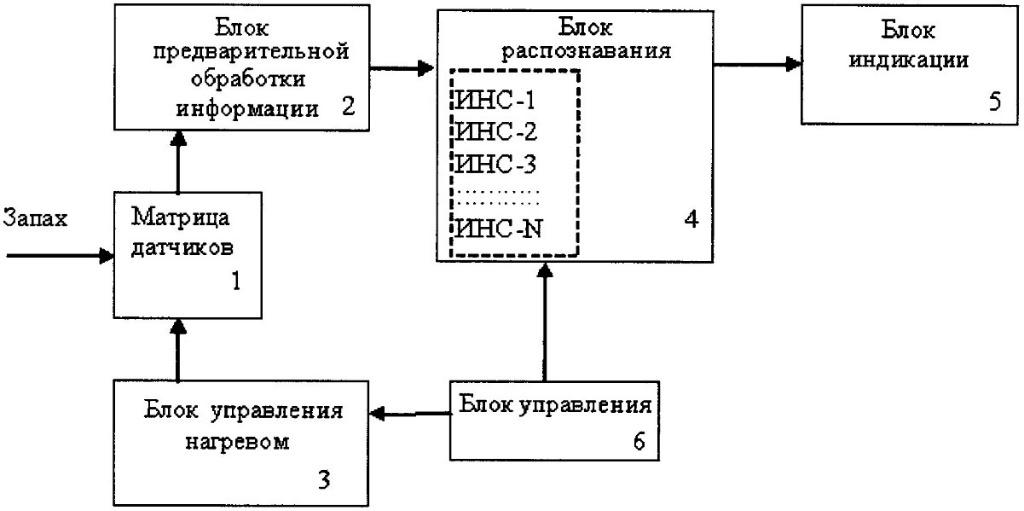 Блок
предварительной
обработки
информации
2
Блок
распознавания
ИНС-1
ИНС-2
ИНС-3
..........
..........
ИНС-N
4
Блок
индикации
5
Запах
Матрица
датчиков
1
Блок управления
нагревом
3
Блок управления
6